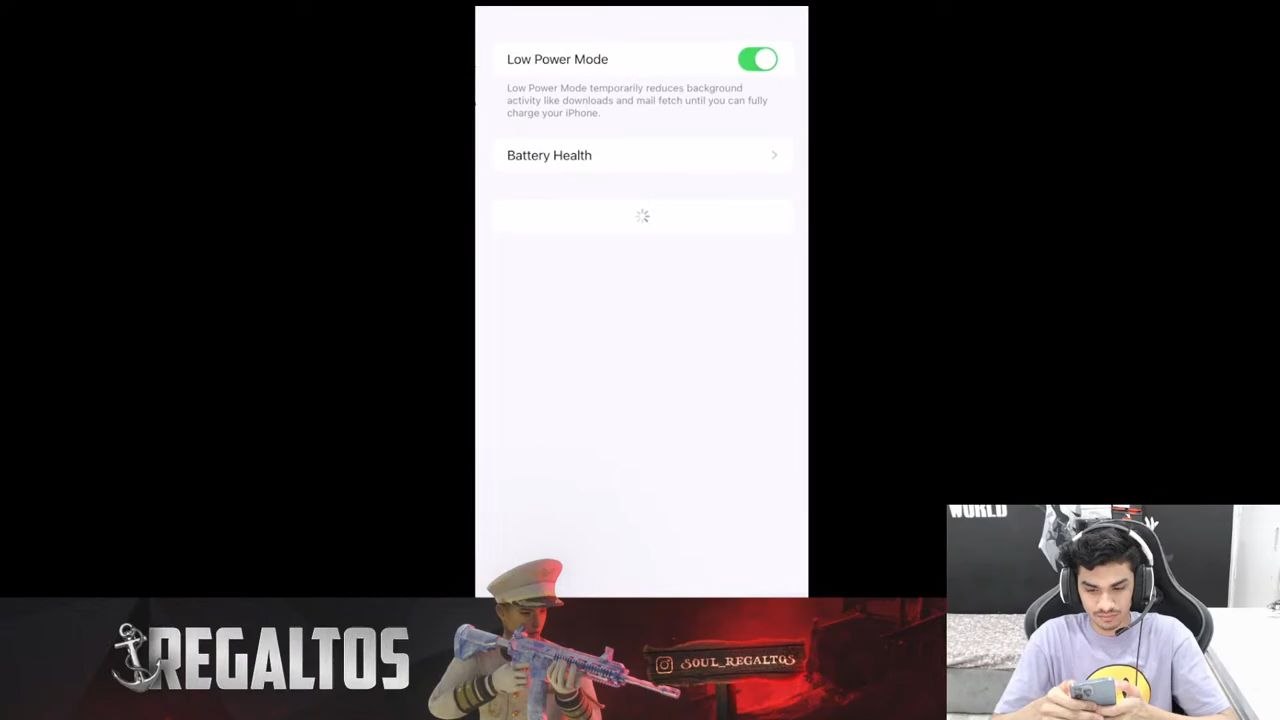 Low Power Mode
Low Power Mode temporarily reduces background
activity like downloads and mail fetch until you can fully
charge your iPhone.
Battery Health
WORLD
REGALTOS
SOUL_REGALTOS